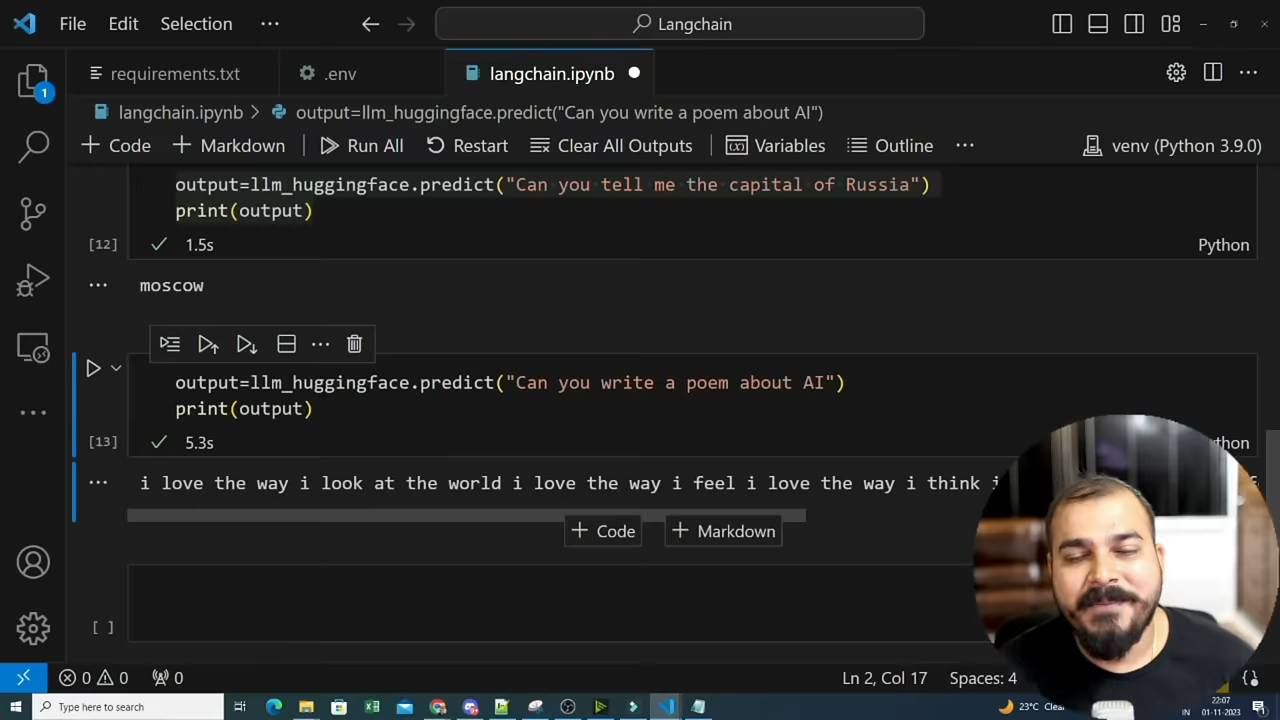 File Edit Selection ··· Langchain
requirements.txt .env langchain.ipynb
langchain.ipynb > output=llm_huggingface.predict("Can you write a poem about AI")
+ Code + Markdown Run All Restart Clear All Outputs Variables Outline ··· venv (Python 3.9.0)
1
output=llm_huggingface.predict("Can you tell me the capital of Russia")
print(output)
[12] 1.5s Python
··· moscow
output=llm_huggingface.predict("Can you write a poem about AI")
print(output)
[13] 5.3s
··· i love the way i look at the world i love the way i feel i love the way i think
+ Code + Markdown
[ ]
0 0 0 Ln 2, Col 17 Spaces: 4
Type here to search 23°C IN 22:07
01-11-2023